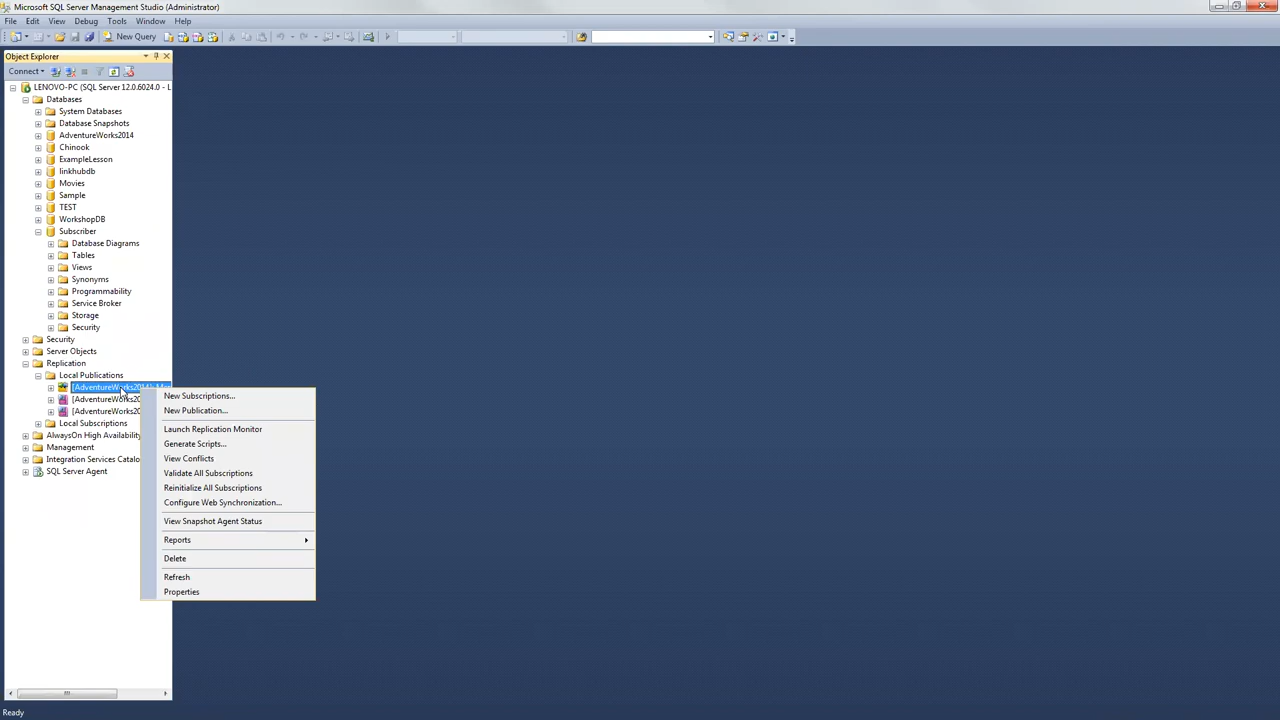 Microsoft SQL Server Management Studio (Administrator)
File Edit View Debug Tools Window Help
New Query
Object Explorer
Connect
LENOVO-PC (SQL Server 12.0.6024.0 - L
Databases
System Databases
Database Snapshots
AdventureWorks2014
Chinook
ExampleLesson
linkhubdb
Movies
Sample
TEST
WorkshopDB
Subscriber
Database Diagrams
Tables
Views
Synonyms
Programmability
Service Broker
Storage
Security
Security
Server Objects
Replication
Local Publications
[AdventureWorks2014]: Mer
[AdventureWorks20
[AdventureWorks20
Local Subscriptions
AlwaysOn High Availability
Management
Integration Services Catalo
SQL Server Agent
New Subscriptions...
New Publication...
Launch Replication Monitor
Generate Scripts...
View Conflicts
Validate All Subscriptions
Reinitialize All Subscriptions
Configure Web Synchronization...
View Snapshot Agent Status
Reports
Delete
Refresh
Properties
Ready